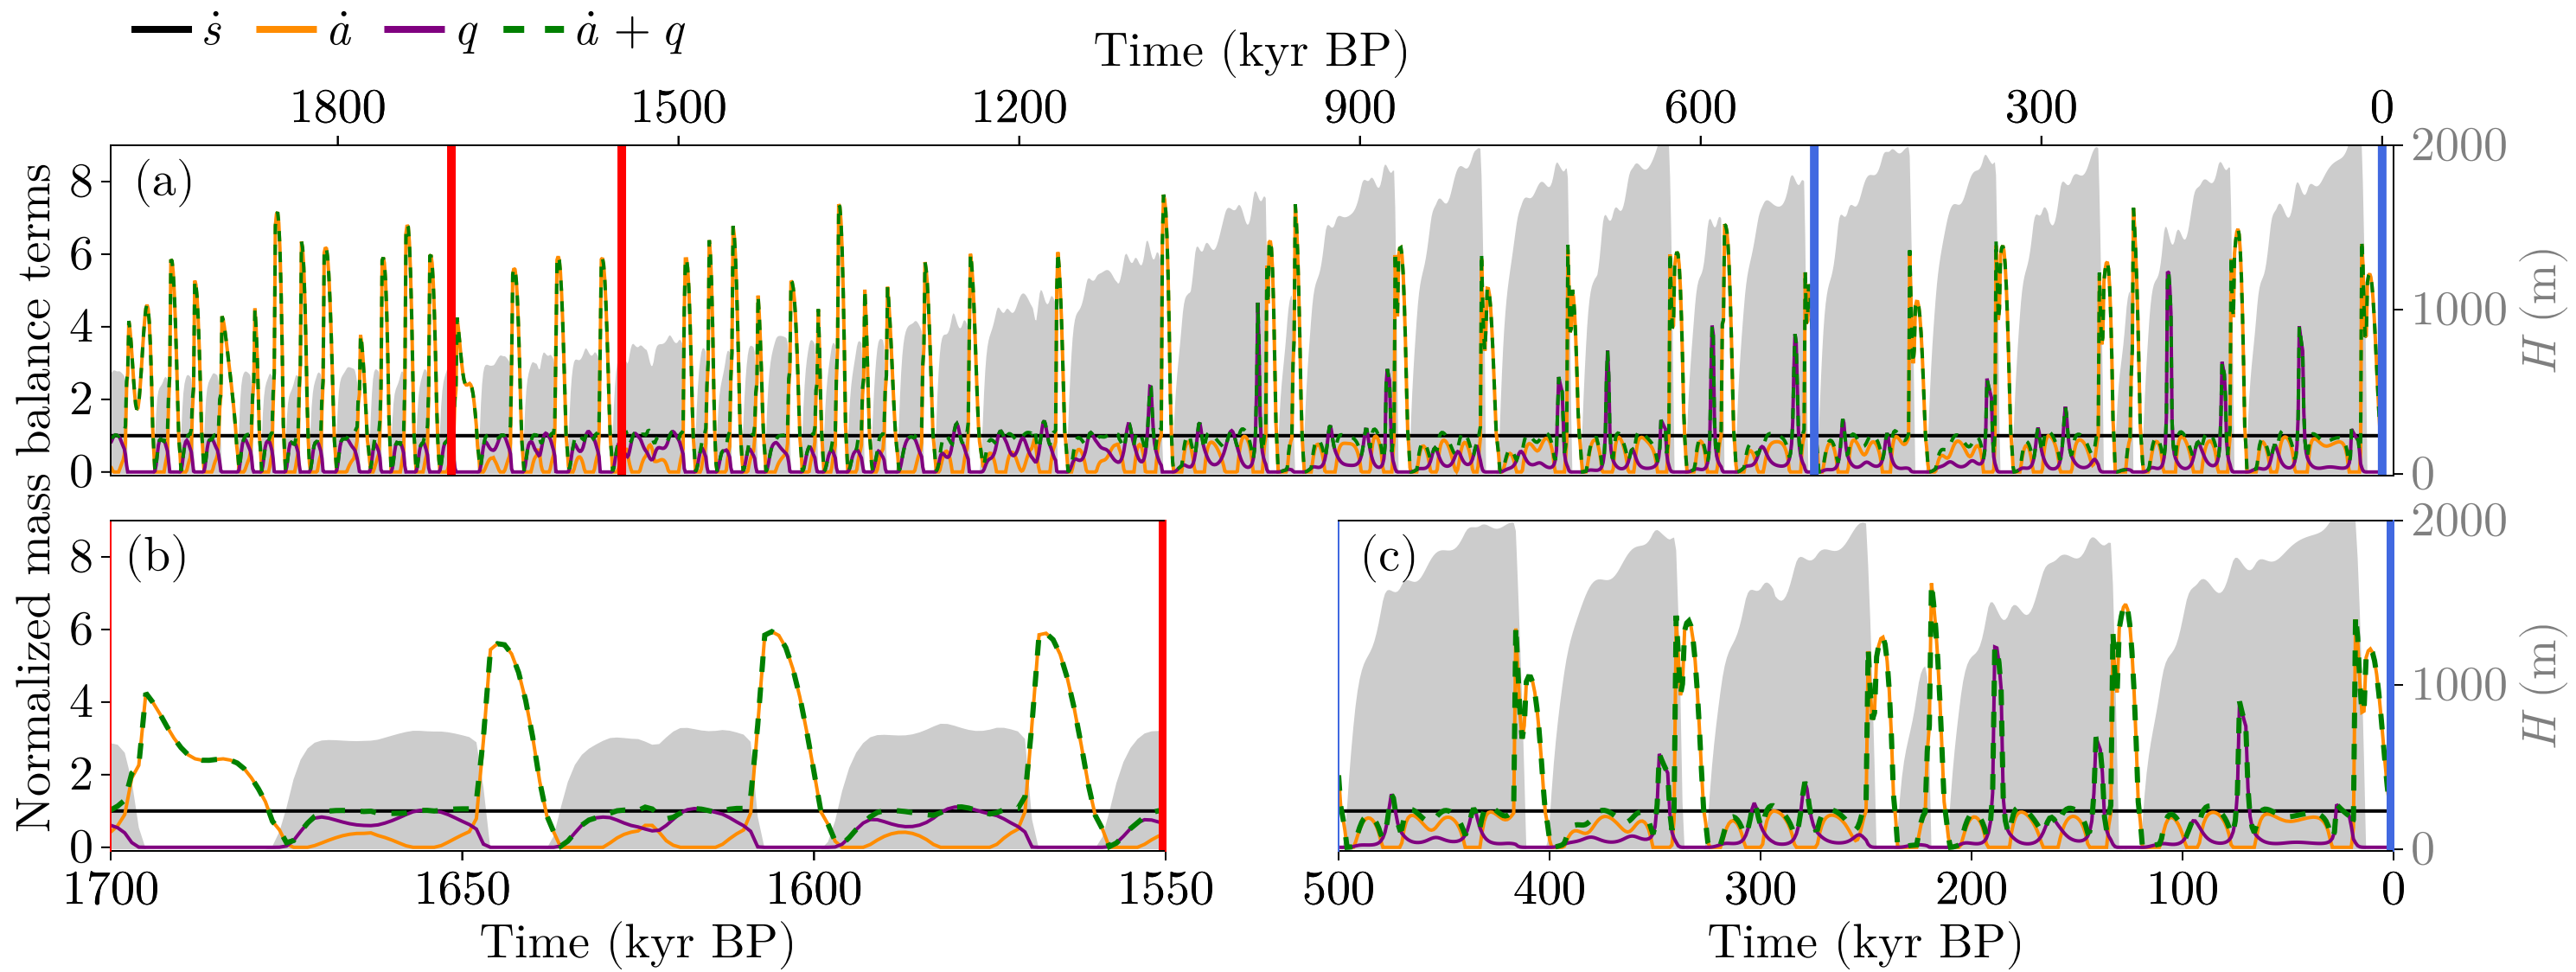 ṡ ȧ q ȧ + q
Time (kyr BP)
1800 1500 1200 900 600 300 0
Normalized mass balance terms
(a)
8
6
4
2
0
2000
1000
0
H (m)
(b)
8
6
4
2
0
1700 1650 1600 1550
Time (kyr BP)
(c)
2000
1000
0
H (m)
500 400 300 200 100 0
Time (kyr BP)